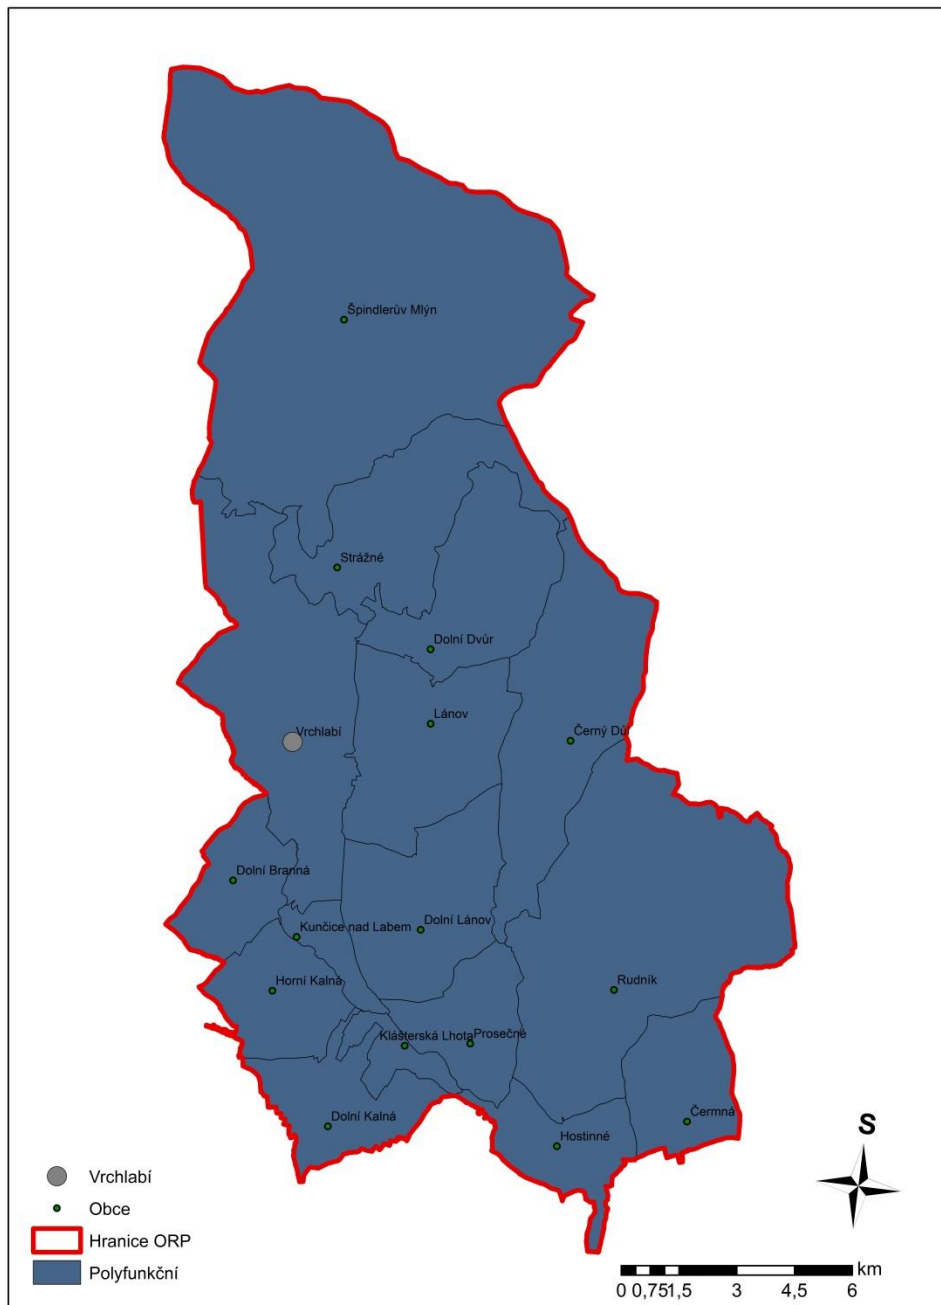 Špindlerův Mlýn
Strážné
Dolní Dvůr
Lánov
Vrchlabí
Černý Důl
Dolní Branná
Kunčice nad Labem
Dolní Lánov
Horní Kalná
Rudník
Klášterská Lhota
Prosečné
Dolní Kalná
Čermná
Hostinné
S
Vrchlabí
Obce
Hranice ORP
Polyfunkční
km
0 0,75 1,5 3 4,5 6